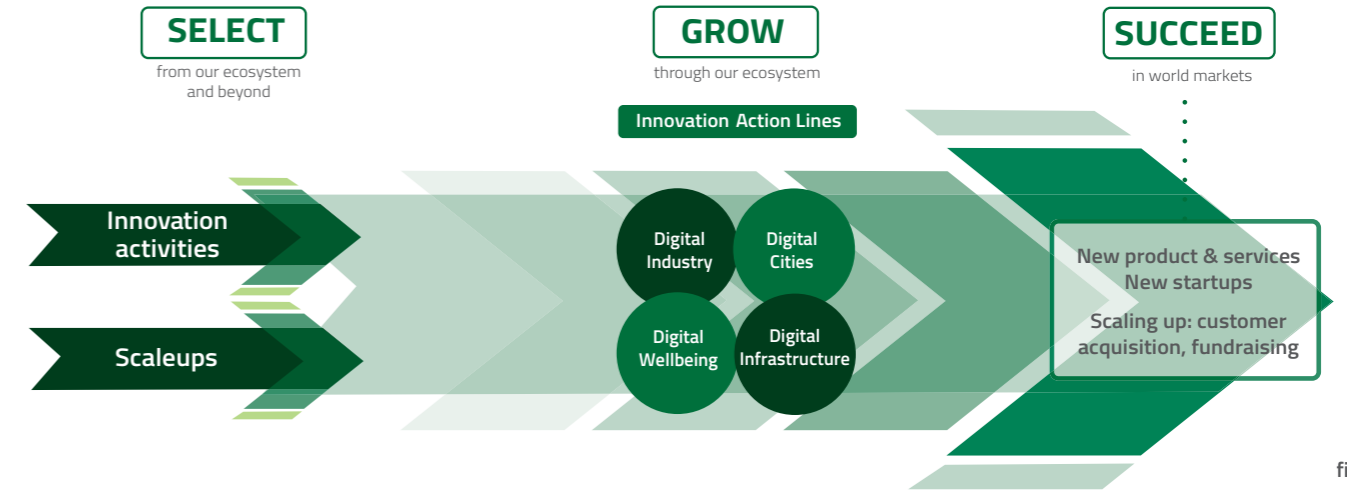 SELECT
from our ecosystem
and beyond
GROW
through our ecosystem
Innovation Action Lines
SUCCEED
in world markets
Innovation
activities
Scaleups
Digital
Industry
Digital
Cities
Digital
Wellbeing
Digital
Infrastructure
New product & services
New startups
Scaling up: customer
acquisition, fundraising
fi